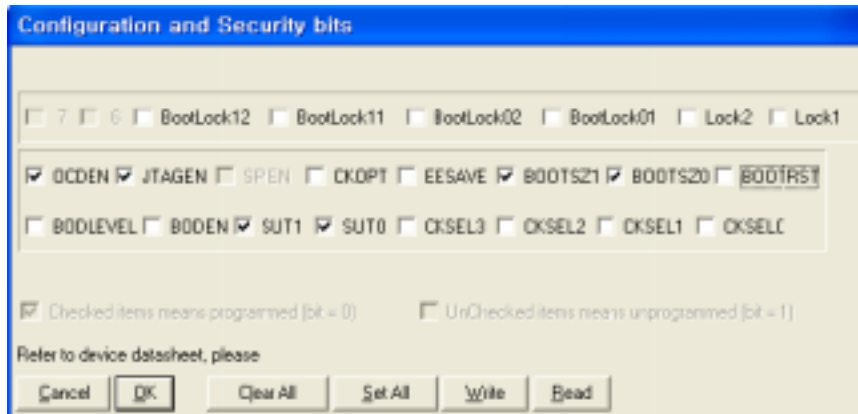 Configuration and Security bits
7 6 BootLock12 BootLock11 BootLock02 BootLock01 Lock2 Lock1
OCDEN JTAGEN SPEN CKOPT EESAVE BOOTSZ1 BOOTSZ0 BOOTRST
BODLEVEL BODEN SUT1 SUT0 CKSEL3 CKSEL2 CKSEL1 CKSEL0
Checked items means programmed (bit = 0) UnChecked items means unprogrammed (bit = 1)
Refer to device datasheet, please
Cancel OK Clear All Set All Write Read